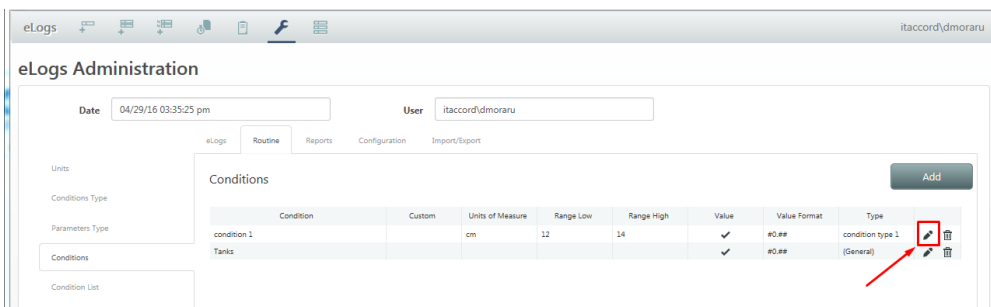 eLogs itaccord\dmoraru
eLogs Administration
Date 04/29/16 03:35:25 pm User itaccord\dmoraru
eLogs Routine Reports Configuration Import/Export
Units
Conditions Add
Conditions Type
Condition Custom Units of Measure Range Low Range High Value Value Format Type
Parameters Type
condition 1 cm 12 14 #0.## condition type 1
Tanks #0.## (General)
Conditions
Condition List